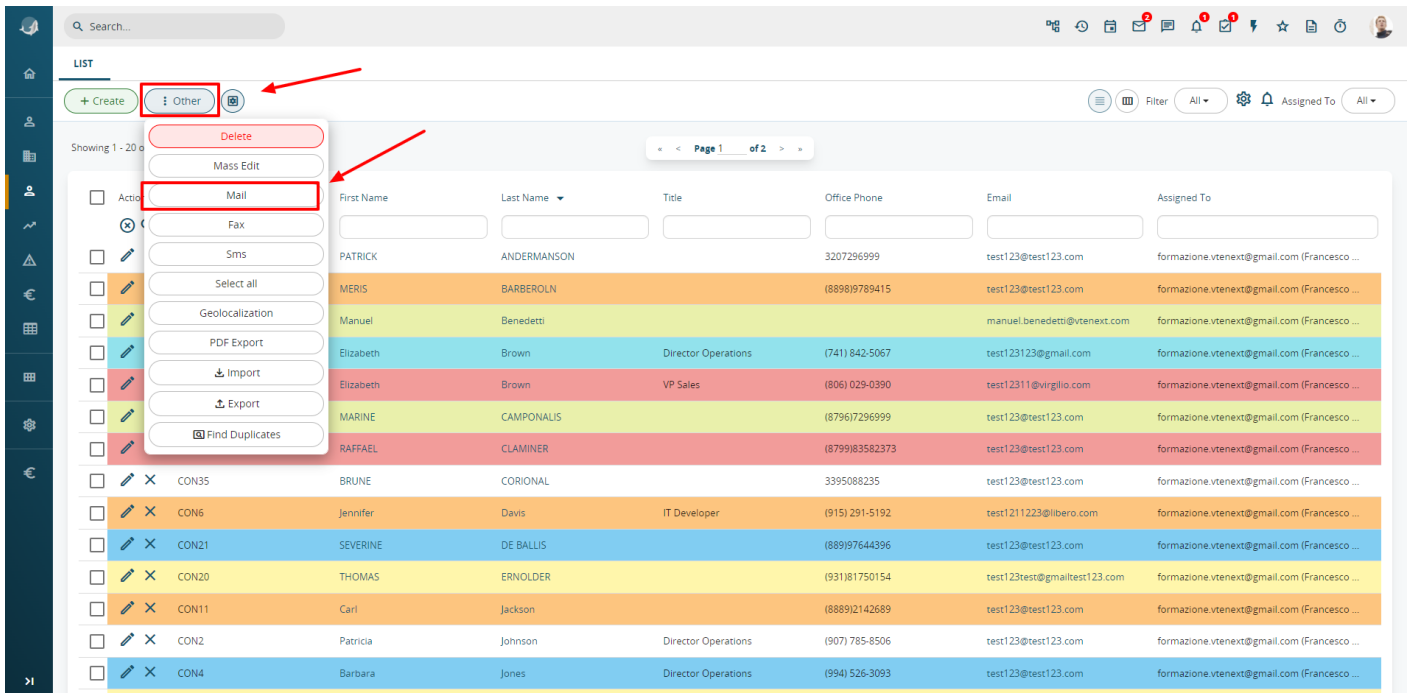 Search...
2 1 1
LIST
+ Create Other Filter All Assigned To All
Delete
Mass Edit
Mail
Fax
Sms
Select all
Geolocalization
PDF Export
Import
Export
Find Duplicates
Showing 1 - 20 « < Page 1 of 2 > »
First Name Last Name Title Office Phone Email Assigned To
PATRICK ANDERMANSON 3207296999 test123@test123.com formazione.vtenext@gmail.com (Francesco ...
MERIS BARBEROLN (8898)9789415 test123@test123.com formazione.vtenext@gmail.com (Francesco ...
Manuel Benedetti manuel.benedetti@vtenext.com formazione.vtenext@gmail.com (Francesco ...
Elizabeth Brown Director Operations (741) 842-5067 test123123@gmail.com formazione.vtenext@gmail.com (Francesco ...
Elizabeth Brown VP Sales (806) 029-0390 test12311@virgilio.com formazione.vtenext@gmail.com (Francesco ...
MARINE CAMPONALIS (8796)7296999 test123@test123.com formazione.vtenext@gmail.com (Francesco ...
RAFFAEL CLAMINER (8799)83582373 test123@test123.com formazione.vtenext@gmail.com (Francesco ...
CON35 BRUNE CORIONAL 3395088235 test123@test123.com formazione.vtenext@gmail.com (Francesco ...
CON6 Jennifer Davis IT Developer (915) 291-5192 test1211223@libero.com formazione.vtenext@gmail.com (Francesco ...
CON21 SEVERINE DE BALLIS (889)97644396 test123@test123.com formazione.vtenext@gmail.com (Francesco ...
CON20 THOMAS ERNOLDER (931)81750154 test123test@gmailtest123.com formazione.vtenext@gmail.com (Francesco ...
CON11 Carl Jackson (8889)2142689 test123@test123.com formazione.vtenext@gmail.com (Francesco ...
CON2 Patricia Johnson Director Operations (907) 785-8506 test123@test123.com formazione.vtenext@gmail.com (Francesco ...
CON4 Barbara Jones Director Operations (994) 526-3093 test123@test123.com formazione.vtenext@gmail.com (Francesco ...